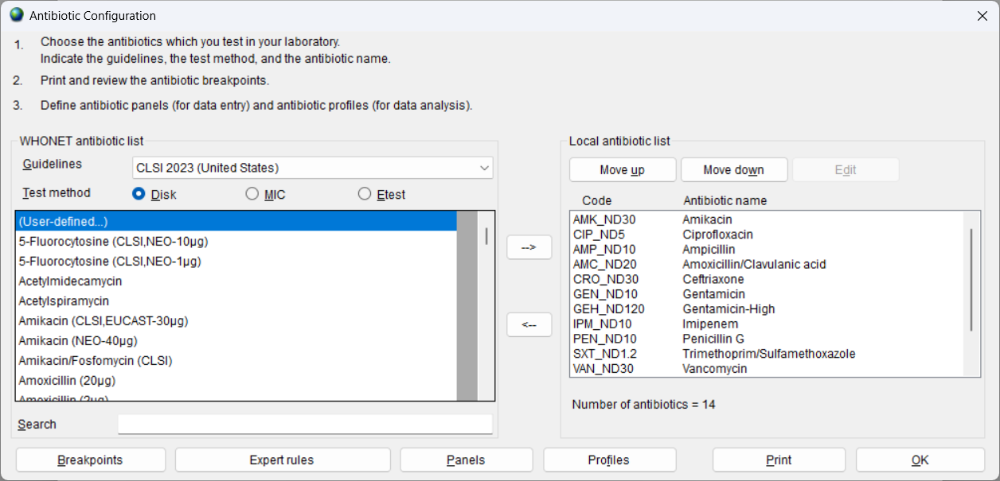 Antibiotic Configuration
1. Choose the antibiotics which you test in your laboratory.
Indicate the guidelines, the test method, and the antibiotic name.
2. Print and review the antibiotic breakpoints.
3. Define antibiotic panels (for data entry) and antibiotic profiles (for data analysis).
WHONET antibiotic list
Guidelines CLSI 2023 (United States)
Test method Disk MIC Etest
(User-defined...)
5-Fluorocytosine (CLSI,NEO-10µg)
5-Fluorocytosine (CLSI,NEO-1µg)
Acetylmidecamycin
Acetylspiramycin
Amikacin (CLSI,EUCAST-30µg)
Amikacin (NEO-40µg)
Amikacin/Fosfomycin (CLSI)
Amoxicillin (20µg)
Amoxicillin (2µg)
Search
-->
<--
Local antibiotic list
Move up Move down Edit
Code Antibiotic name
AMK_ND30 Amikacin
CIP_ND5 Ciprofloxacin
AMP_ND10 Ampicillin
AMC_ND20 Amoxicillin/Clavulanic acid
CRO_ND30 Ceftriaxone
GEN_ND10 Gentamicin
GEH_ND120 Gentamicin-High
IPM_ND10 Imipenem
PEN_ND10 Penicillin G
SXT_ND1.2 Trimethoprim/Sulfamethoxazole
VAN_ND30 Vancomycin
Number of antibiotics = 14
Breakpoints Expert rules Panels Profiles Print OK